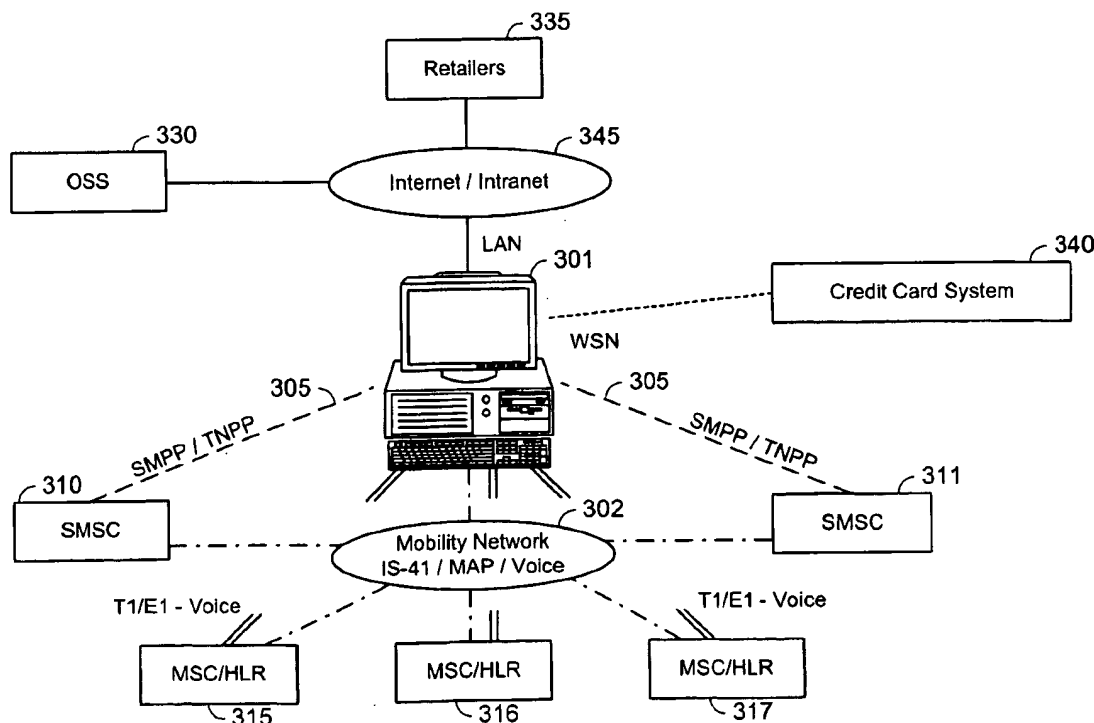 335
Retailers
330
345
OSS
Internet / Intranet
LAN
301
340
Credit Card System
WSN
305
305
SMPP / TNPP
SMPP / TNPP
310
311
SMSC
302
SMSC
Mobility Network
IS-41 / MAP / Voice
T1/E1 - Voice
T1/E1 - Voice
MSC/HLR
MSC/HLR
MSC/HLR
315
316
317